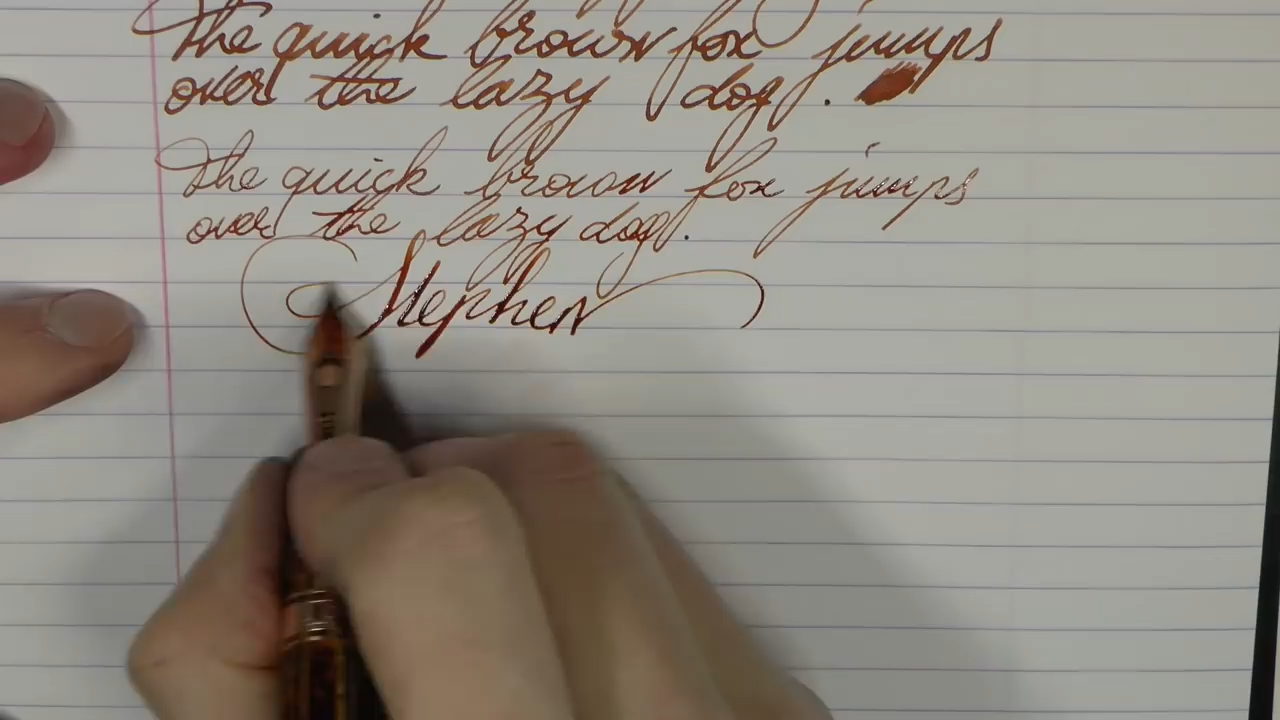 The quick brown fox jumps
over the lazy dog.
The quick brown fox jumps
over the lazy dog.
Stephen